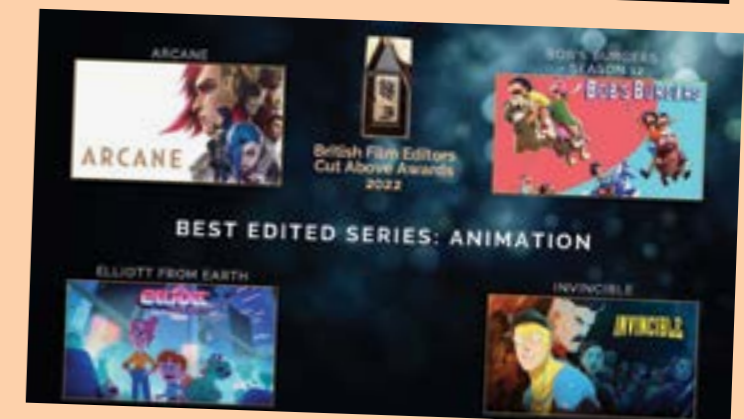 ARCANE
ARCANE
British Film Editors
Cut Above Awards
2022
BOB'S BURGERS
SEASON 12
BOB'S BURGERS
BEST EDITED SERIES: ANIMATION
ELLIOTT FROM EARTH
ELLIOTT
INVINCIBLE
INVINCIBLE